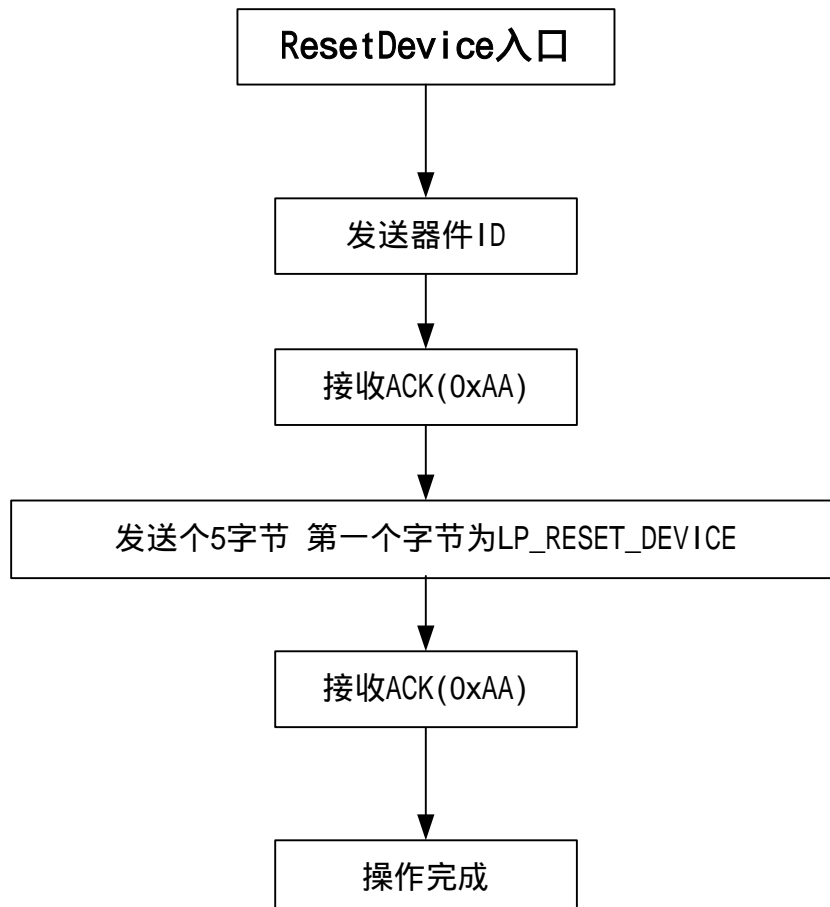 ResetDevice入口
发送器件ID
接收ACK(0xAA)
发送个5字节 第一个字节为LP_RESET_DEVICE
接收ACK(0xAA)
操作完成